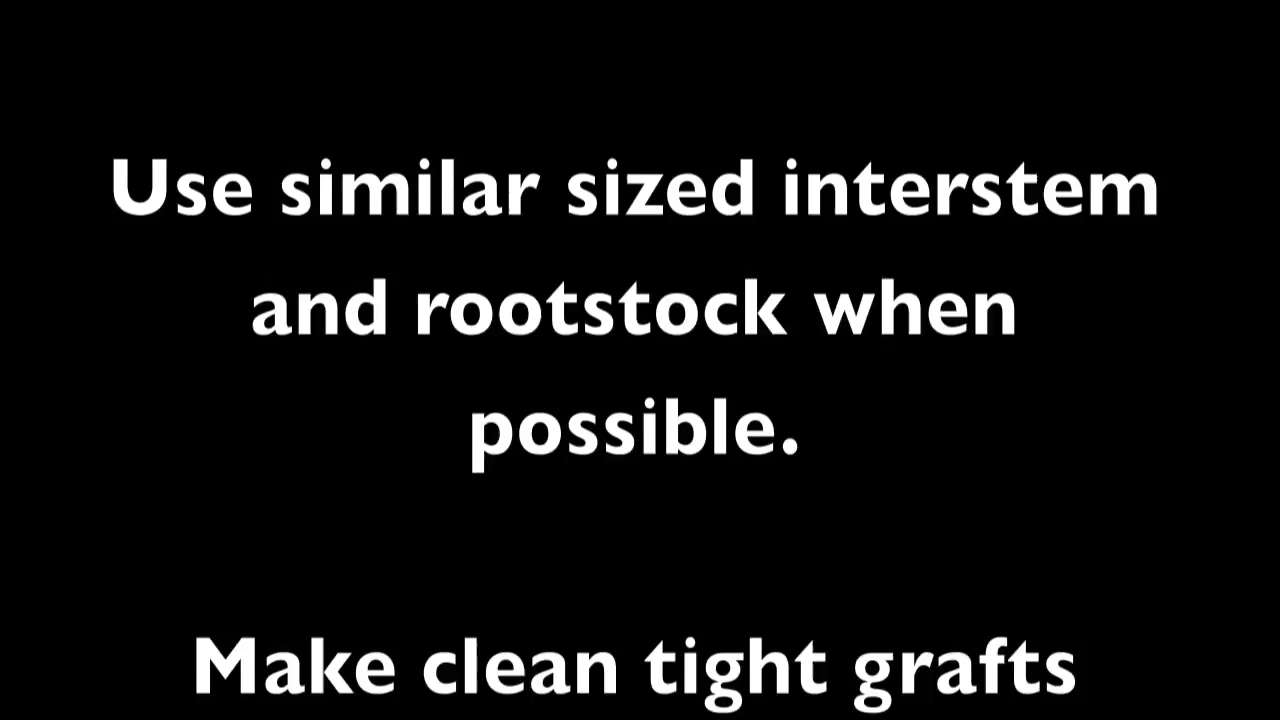 Use similar sized interstem
and rootstock when
possible.
Make clean tight grafts